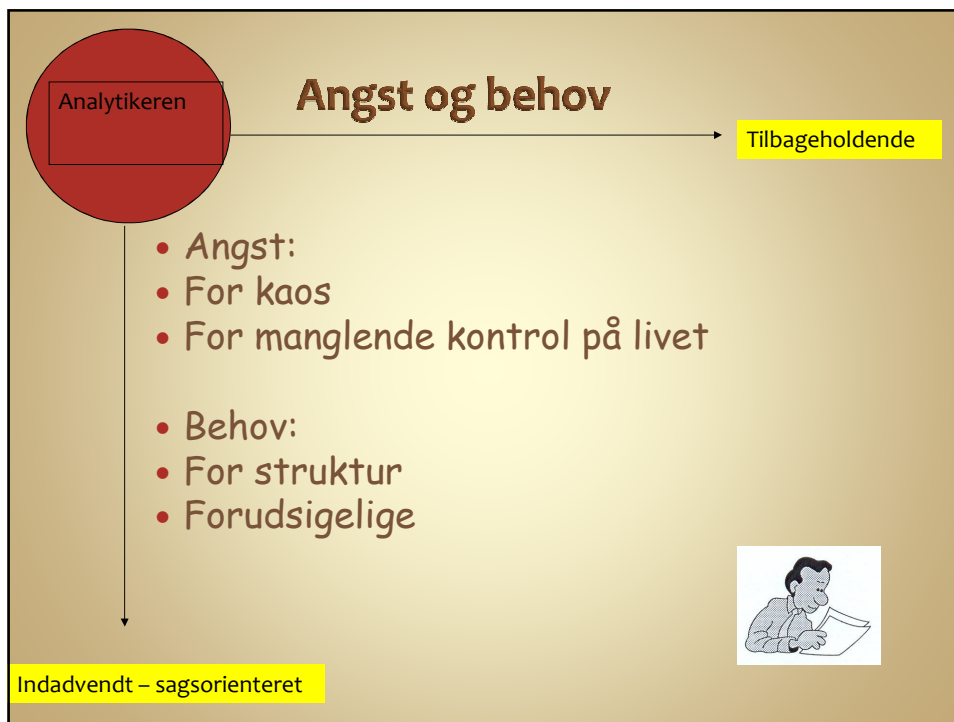 Analytikeren
Angst og behov
Tilbageholdende
Angst:
For kaos
For manglende kontrol på livet
Behov:
For struktur
Forudsigelige
Indadvendt – sagsorienteret